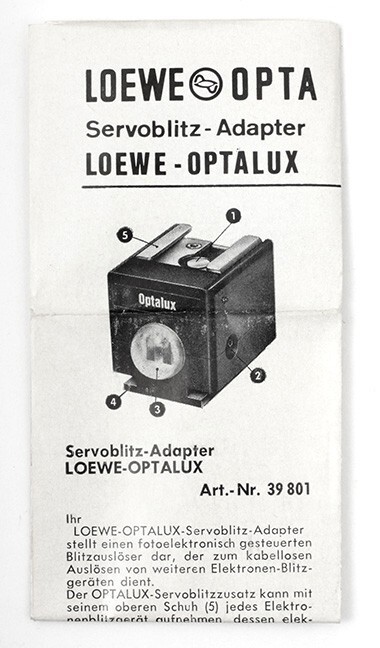 LOEWE OPTA
Servoblitz-Adapter
LOEWE-OPTALUX
1
5
Optalux
2
4
3
Servoblitz-Adapter
LOEWE-OPTALUX
Art.-Nr. 39 801
Ihr
LOEWE-OPTALUX-Servoblitz-Adapter
stellt einen fotoelektronisch gesteuerten
Blitzauslöser dar, der zum kabellosen
Auslösen von weiteren Elektronen-Blitz-
geräten dient.
Der OPTALUX-Servoblitzzusatz kann mit
seinem oberen Schuh (5) jedes Elektro-
nenblitzgerät aufnehmen, dessen elek-